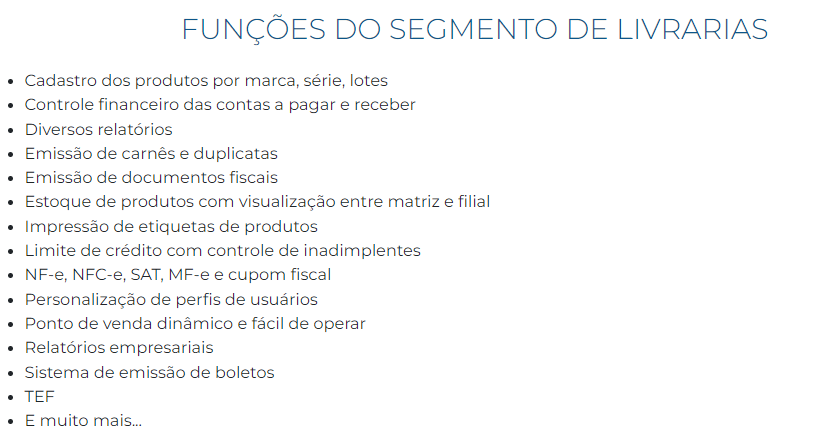 FUNÇÕES DO SEGMENTO DE LIVRARIAS
• Cadastro dos produtos por marca, série, lotes
• Controle financeiro das contas a pagar e receber
• Diversos relatórios
• Emissão de carnês e duplicatas
• Emissão de documentos fiscais
• Estoque de produtos com visualização entre matriz e filial
• Impressão de etiquetas de produtos
• Limite de crédito com controle de inadimplentes
• NF-e, NFC-e, SAT, MF-e e cupom fiscal
• Personalização de perfis de usuários
• Ponto de venda dinâmico e fácil de operar
• Relatórios empresariais
• Sistema de emissão de boletos
• TEF
• E muito mais...